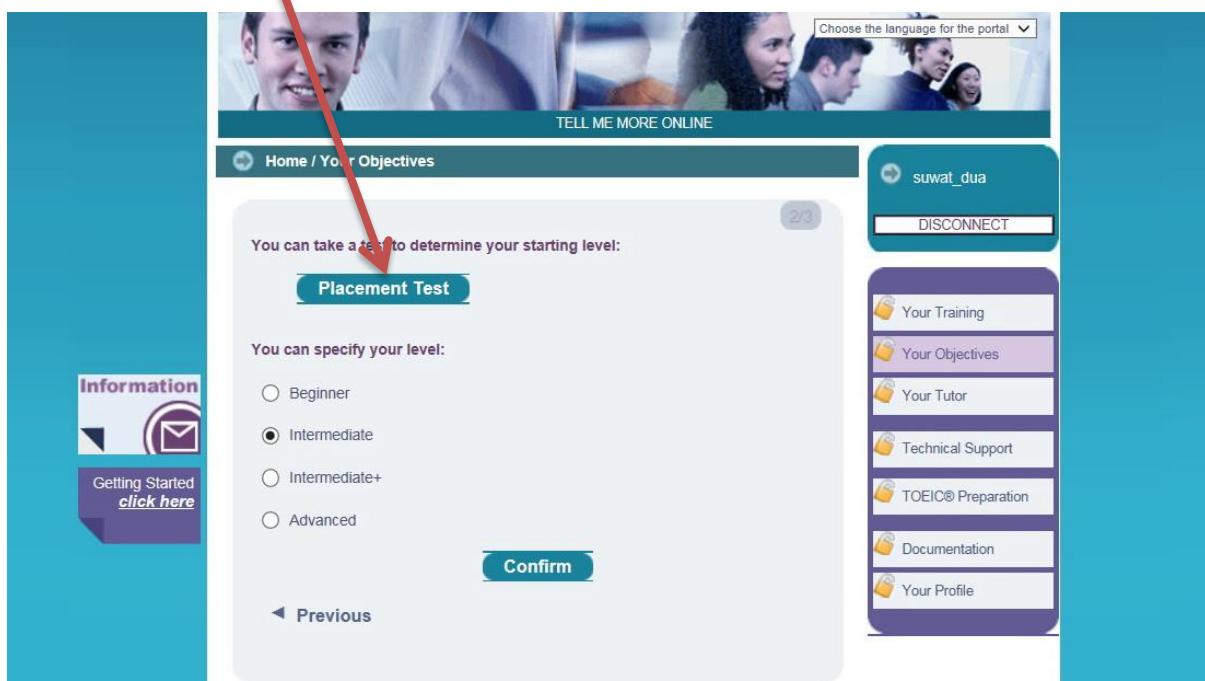 Choose the language for the portal
TELL ME MORE ONLINE
Home / Your Objectives
suwat_dua
DISCONNECT
2/3
You can take a test to determine your starting level:
Placement Test
You can specify your level:
Beginner
Intermediate
Intermediate+
Advanced
Confirm
Previous
Information
Getting Started
click here
Your Training
Your Objectives
Your Tutor
Technical Support
TOEIC® Preparation
Documentation
Your Profile